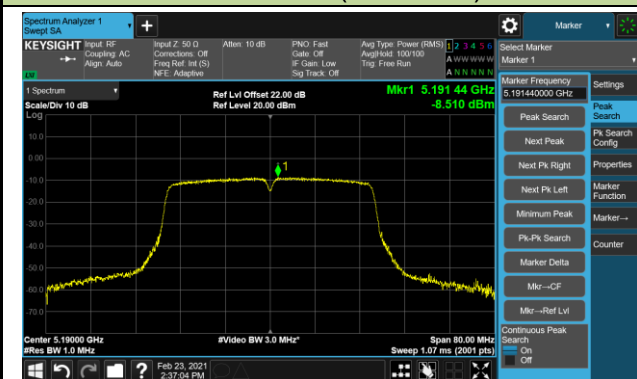 Spectrum Analyzer 1
Swept SA
+
Marker
KEYSIGHT
Input: RF
Coupling: AC
Align: Auto
Input Z: 50 Ω
Corrections: Off
Freq Ref: Int (S)
NFE: Adaptive
Atten: 10 dB
PNO: Fast
Gate: Off
IF Gain: Low
Sig Track: Off
Avg Type: Power (RMS)
Avg|Hold: 100/100
Trig: Free Run
1 2 3 4 5 6
A W W W W W
A N N N N N
Select Marker
Marker 1
1 Spectrum
Scale/Div 10 dB
Log
Ref Lvl Offset 22.00 dB
Ref Level 20.00 dBm
Mkr1 5.191 44 GHz
-8.510 dBm
10.0
0.00
-10.0
-20.0
-30.0
-40.0
-50.0
-60.0
-70.0
1
Center 5.19000 GHz
#Res BW 1.0 MHz
#Video BW 3.0 MHz*
Span 80.00 MHz
Sweep 1.07 ms (2001 pts)
Marker Frequency
5.191440000 GHz
Peak Search
Next Peak
Next Pk Right
Next Pk Left
Minimum Peak
Pk-Pk Search
Marker Delta
Mkr→CF
Mkr→Ref Lvl
Continuous Peak
Search
On
Off
Settings
Peak
Search
Pk Search
Config
Properties
Marker
Function
Marker→
Counter
?
Feb 23, 2021
2:37:04 PM